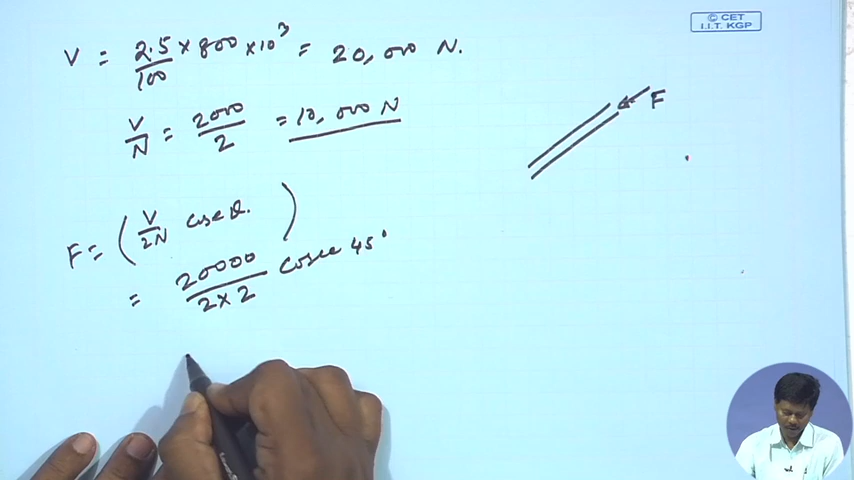 © CET
I.I.T. KGP
V = 2.5/100 × 800 × 10³ = 20,000 N.
V/N = 2000/2 = 10,000 N
F
F = (V/2N cosec θ.)
= 20000/2×2 cosec 45°